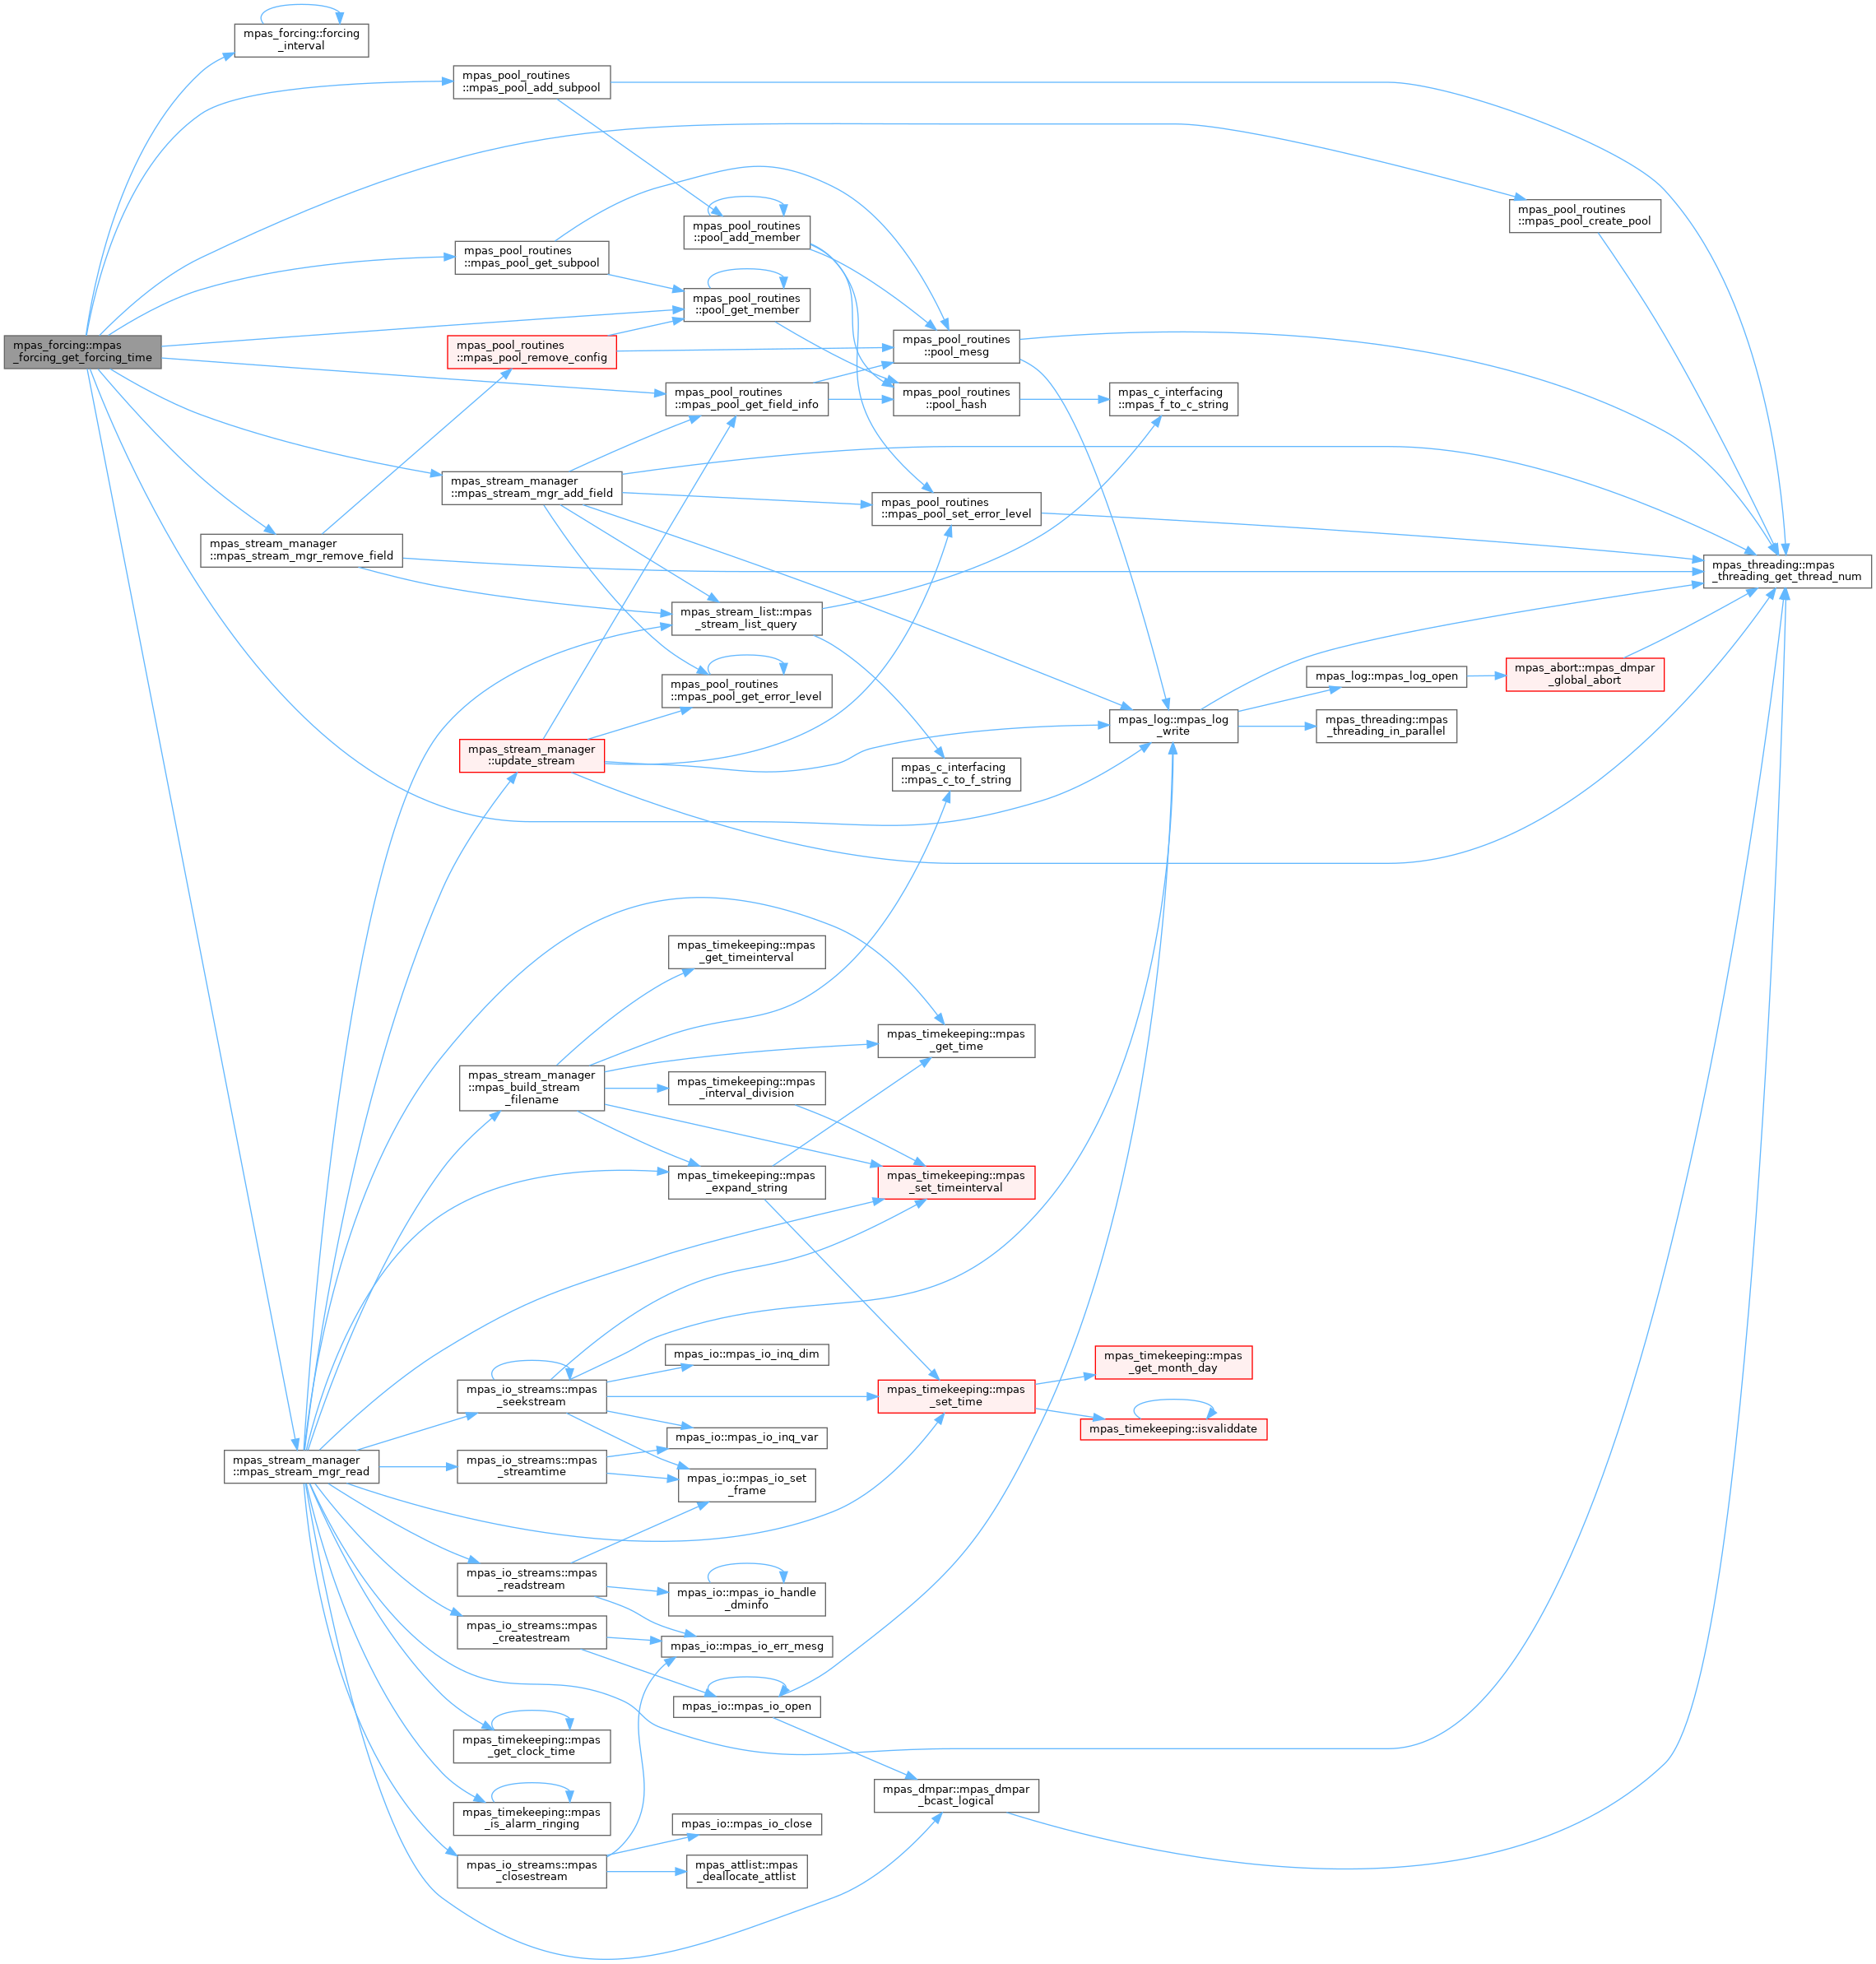 mpas_forcing::forcing
_interval
mpas_pool_routines
::mpas_pool_add_subpool
mpas_pool_routines
::mpas_pool_create_pool
mpas_pool_routines
::pool_add_member
mpas_pool_routines
::mpas_pool_get_subpool
mpas_pool_routines
::pool_get_member
mpas_forcing::mpas
_forcing_get_forcing_time
mpas_pool_routines
::mpas_pool_remove_config
mpas_pool_routines
::pool_mesg
mpas_pool_routines
::mpas_pool_get_field_info
mpas_pool_routines
::pool_hash
mpas_c_interfacing
::mpas_f_to_c_string
mpas_stream_manager
::mpas_stream_mgr_add_field
mpas_pool_routines
::mpas_pool_set_error_level
mpas_stream_manager
::mpas_stream_mgr_remove_field
mpas_threading::mpas
_threading_get_thread_num
mpas_stream_list::mpas
_stream_list_query
mpas_pool_routines
::mpas_pool_get_error_level
mpas_log::mpas_log_open
mpas_abort::mpas_dmpar
_global_abort
mpas_log::mpas_log
_write
mpas_threading::mpas
_threading_in_parallel
mpas_stream_manager
::update_stream
mpas_c_interfacing
::mpas_c_to_f_string
mpas_timekeeping::mpas
_get_timeinterval
mpas_timekeeping::mpas
_get_time
mpas_stream_manager
::mpas_build_stream
_filename
mpas_timekeeping::mpas
_interval_division
mpas_timekeeping::mpas
_expand_string
mpas_timekeeping::mpas
_set_timeinterval
mpas_io::mpas_io_inq_dim
mpas_timekeeping::mpas
_get_month_day
mpas_io_streams::mpas
_seekstream
mpas_timekeeping::mpas
_set_time
mpas_timekeeping::isvaliddate
mpas_io::mpas_io_inq_var
mpas_stream_manager
::mpas_stream_mgr_read
mpas_io_streams::mpas
_streamtime
mpas_io::mpas_io_set
_frame
mpas_io_streams::mpas
_readstream
mpas_io::mpas_io_handle
_dminfo
mpas_io_streams::mpas
_createstream
mpas_io::mpas_io_err_mesg
mpas_io::mpas_io_open
mpas_timekeeping::mpas
_get_clock_time
mpas_dmpar::mpas_dmpar
_bcast_logical
mpas_timekeeping::mpas
_is_alarm_ringing
mpas_io::mpas_io_close
mpas_io_streams::mpas
_closestream
mpas_attlist::mpas
_deallocate_attlist